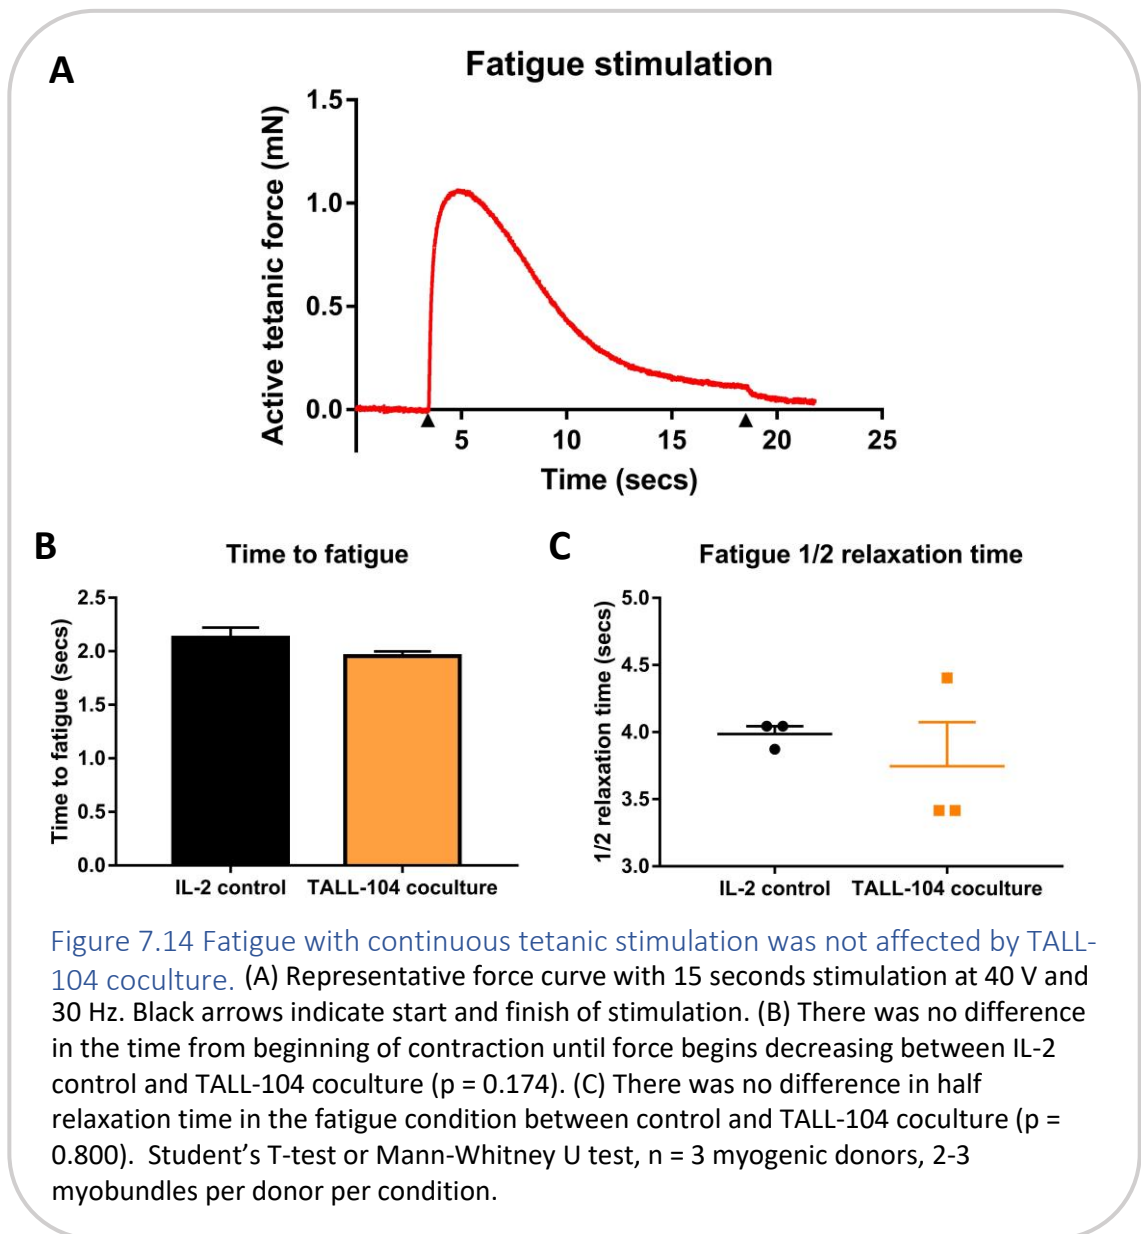 A
Fatigue stimulation
Active tetanic force (mN)
1.5
1.0
0.5
0.0
5 10 15 20 25
Time (secs)
B
Time to fatigue
Time to fatigue (secs)
2.5
2.0
1.5
1.0
0.5
0.0
IL-2 control TALL-104 coculture
C
Fatigue 1/2 relaxation time
1/2 relaxation time (secs)
5.0
4.5
4.0
3.5
3.0
IL-2 control TALL-104 coculture
Figure 7.14 Fatigue with continuous tetanic stimulation was not affected by TALL-
104 coculture. (A) Representative force curve with 15 seconds stimulation at 40 V and
30 Hz. Black arrows indicate start and finish of stimulation. (B) There was no difference
in the time from beginning of contraction until force begins decreasing between IL-2
control and TALL-104 coculture (p = 0.174). (C) There was no difference in half
relaxation time in the fatigue condition between control and TALL-104 coculture (p =
0.800). Student's T-test or Mann-Whitney U test, n = 3 myogenic donors, 2-3
myobundles per donor per condition.